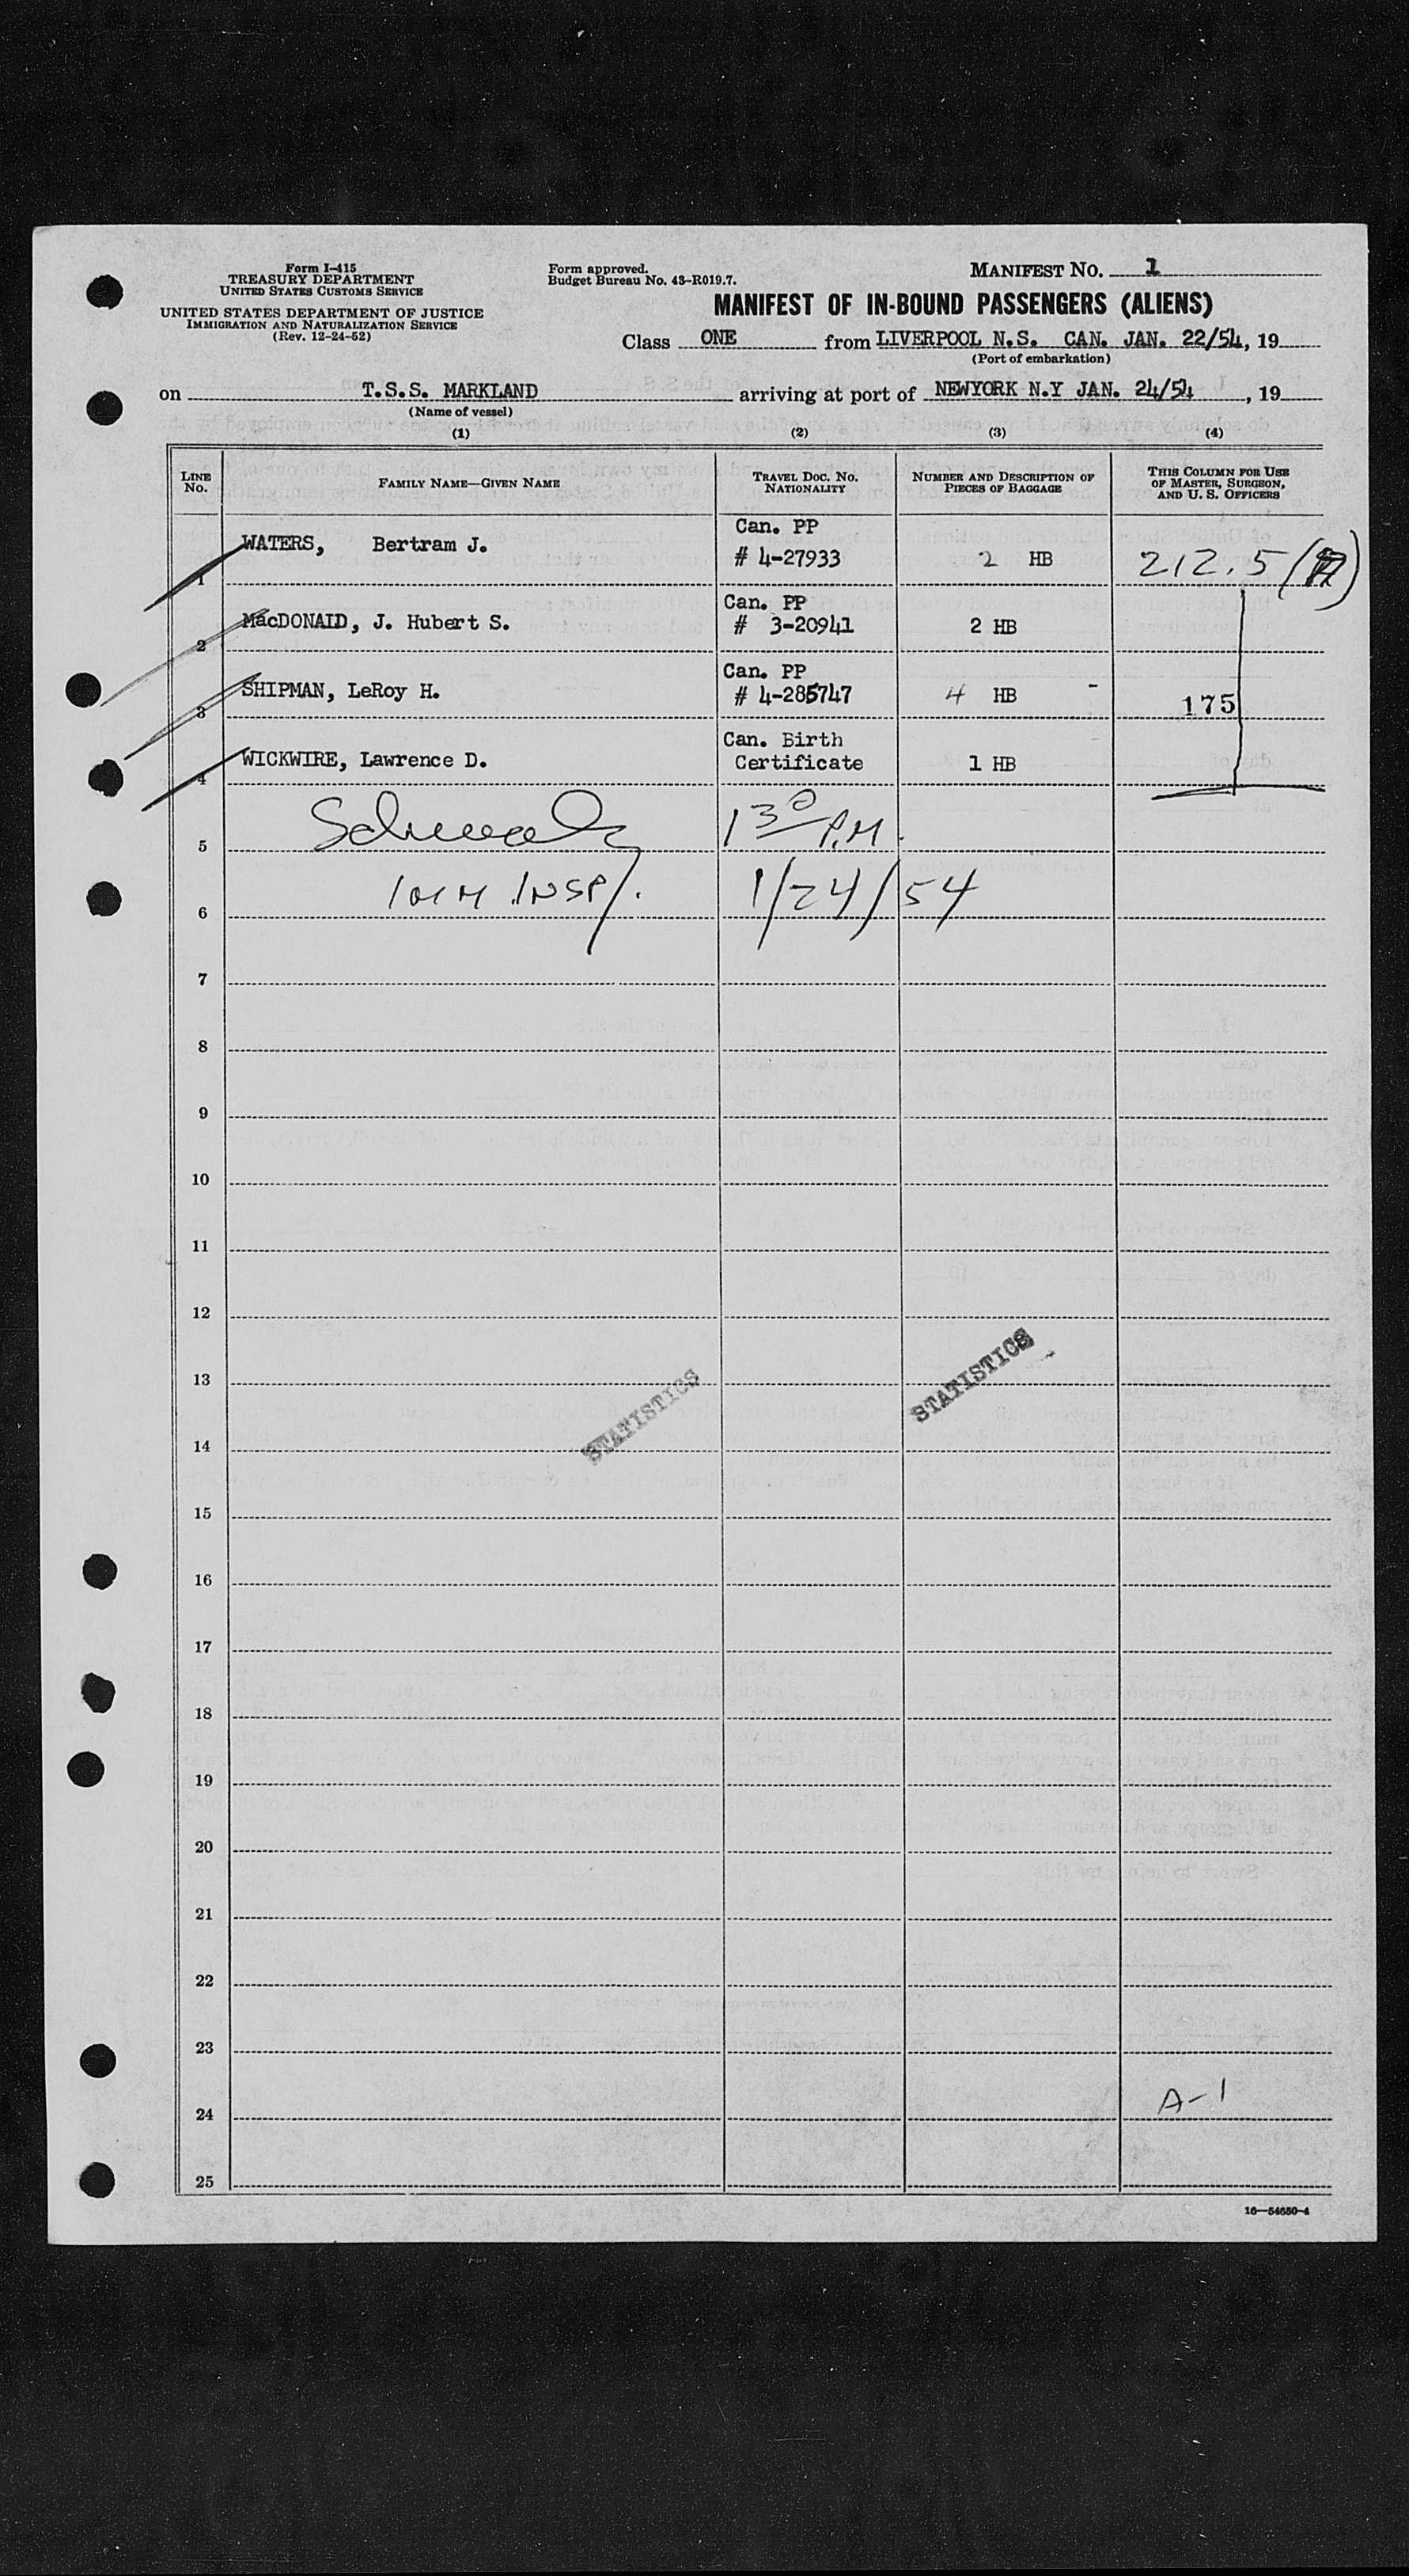 Form I-415
TREASURY DEPARTMENT
UNITED STATES CUSTOMS SERVICE
UNITED STATES DEPARTMENT OF JUSTICE
IMMIGRATION AND NATURALIZATION SERVICE
(Rev. 12-24-52)
Form approved.
Budget Bureau No. 43-R019.7.
MANIFEST NO. 1
MANIFEST OF IN-BOUND PASSENGERS (ALIENS)
Class ONE from LIVERPOOL N.S. CAN. JAN. 22/54, 19
(Port of embarkation)
on T.S.S. MARKLAND arriving at port of NEWYORK N.Y JAN. 24/54, 19
(Name of vessel)
(1) (2) (3) (4)
LINE NO. FAMILY NAME—GIVEN NAME TRAVEL DOC. NO. NATIONALITY NUMBER AND DESCRIPTION OF PIECES OF BAGGAGE THIS COLUMN FOR USE OF MASTER, SURGEON, AND U. S. OFFICERS
1 WATERS, Bertram J. Can. PP # 4-27933 2 HB 212.5
2 MacDONAlD, J. Hubert S. Can. PP # 3-20941 2 HB
3 SHIPMAN, LeRoy H. Can. PP # 4-285747 4 HB 175
4 WICKWIRE, Lawrence D. Can. Birth Certificate 1 HB
5 130 P.M.
6 IMM INSP. 1/24/54
7
8
9
10
11
12
13 STATISTICS STATISTICS
14
15
16
17
18
19
20
21
22
23
24 A-1
25
16—54650-4